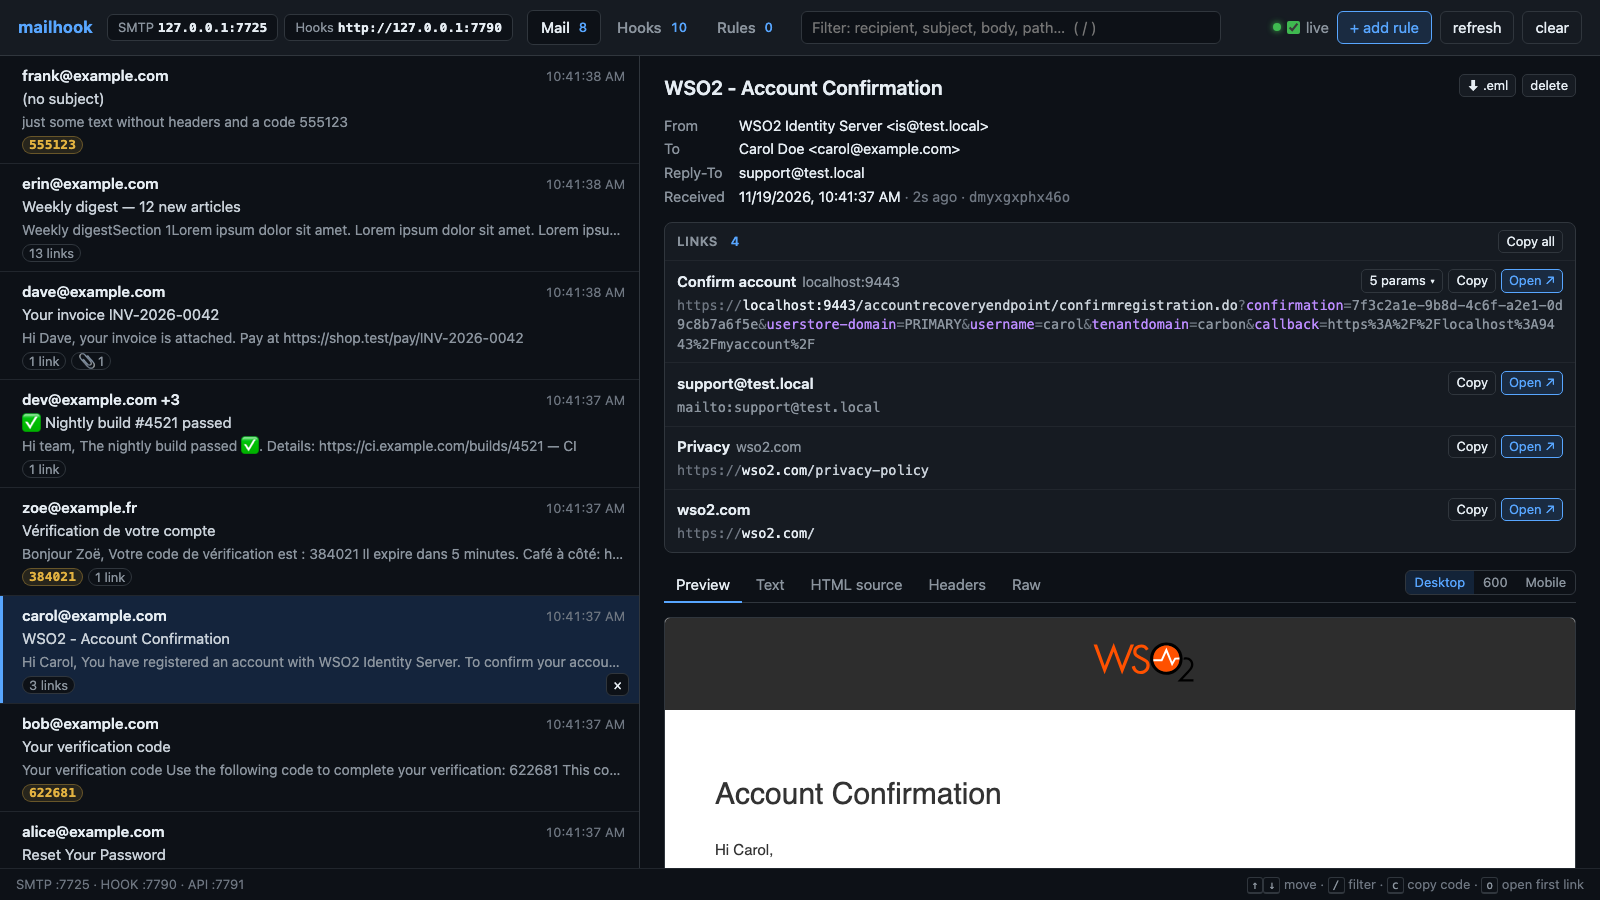 mailhook
SMTP 127.0.0.1:7725
Hooks http://127.0.0.1:7790
Mail 8
Hooks 10
Rules 0
Filter: recipient, subject, body, path... ( / )
live
+ add rule
refresh
clear
frank@example.com 10:41:38 AM
(no subject)
just some text without headers and a code 555123
555123
erin@example.com 10:41:38 AM
Weekly digest — 12 new articles
Weekly digestSection 1Lorem ipsum dolor sit amet. Lorem ipsum dolor sit amet. Lorem ipsu...
13 links
dave@example.com 10:41:38 AM
Your invoice INV-2026-0042
Hi Dave, your invoice is attached. Pay at https://shop.test/pay/INV-2026-0042
1 link 📎 1
dev@example.com +3 10:41:37 AM
✅ Nightly build #4521 passed
Hi team, The nightly build passed ✅. Details: https://ci.example.com/builds/4521 — CI
1 link
zoe@example.fr 10:41:37 AM
Vérification de votre compte
Bonjour Zoë, Votre code de vérification est : 384021 Il expire dans 5 minutes. Café à côté: h...
384021 1 link
carol@example.com 10:41:37 AM
WSO2 - Account Confirmation
Hi Carol, You have registered an account with WSO2 Identity Server. To confirm your accou...
3 links ×
bob@example.com 10:41:37 AM
Your verification code
Your verification code Use the following code to complete your verification: 622681 This co...
622681
alice@example.com 10:41:37 AM
Reset Your Password
WSO2 - Account Confirmation
⬇ .eml delete
From WSO2 Identity Server <is@test.local>
To Carol Doe <carol@example.com>
Reply-To support@test.local
Received 11/19/2026, 10:41:37 AM · 2s ago · dmyxgxphx46o
LINKS 4 Copy all
Confirm account localhost:9443 5 params ▾ Copy Open ↗
https://localhost:9443/accountrecoveryendpoint/confirmregistration.do?confirmation=7f3c2a1e-9b8d-4c6f-a2e1-0d
9c8b7a6f5e&userstore-domain=PRIMARY&username=carol&tenantdomain=carbon&callback=https%3A%2F%2Flocalhost%3A94
43%2Fmyaccount%2F
support@test.local Copy Open ↗
mailto:support@test.local
Privacy wso2.com Copy Open ↗
https://wso2.com/privacy-policy
wso2.com Copy Open ↗
https://wso2.com/
Preview Text HTML source Headers Raw Desktop 600 Mobile
WSO2
Account Confirmation
Hi Carol,
SMTP :7725 · HOOK :7790 · API :7791
↑ ↓ move · / filter · c copy code · o open first link